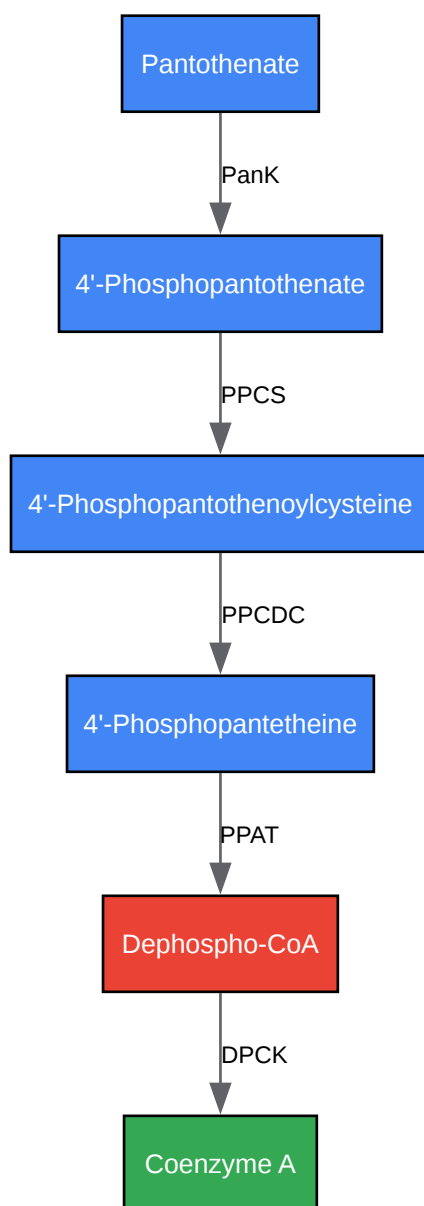 Pantothenate
PanK
4'-Phosphopantothenate
PPCS
4'-Phosphopantothenoylcysteine
PPCDC
4'-Phosphopantetheine
PPAT
Dephospho-CoA
DPCK
Coenzyme A